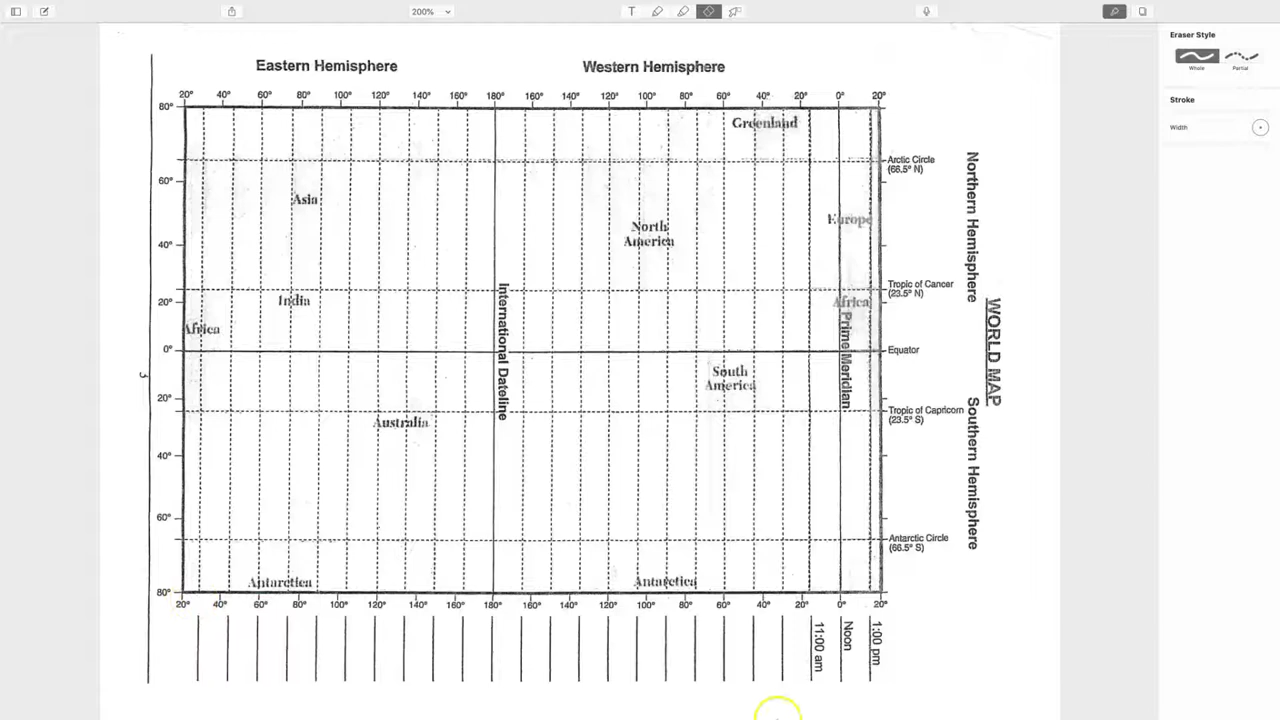 200%
T
Eraser Style
Whole
Partial
Stroke
Width
Eastern Hemisphere
Western Hemisphere
20° 40° 60° 80° 100° 120° 140° 160° 180° 160° 140° 120° 100° 80° 60° 40° 20° 0° 20°
80°
Greenland
Arctic Circle
(66.5° N)
60°
Asia
Europe
North
America
40°
Tropic of Cancer
(23.5° N)
20°
India
Africa
Africa
0°
Equator
International Dateline
Prime Meridian
South
America
20°
Tropic of Capricorn
(23.5° S)
Australia
40°
60°
Antarctic Circle
(66.5° S)
Antarctica
Antarctica
80°
20° 40° 60° 80° 100° 120° 140° 160° 180° 160° 140° 120° 100° 80° 60° 40° 20° 0° 20°
11:00 am
Noon
1:00 pm
Northern Hemisphere
Southern Hemisphere
WORLD MAP
3